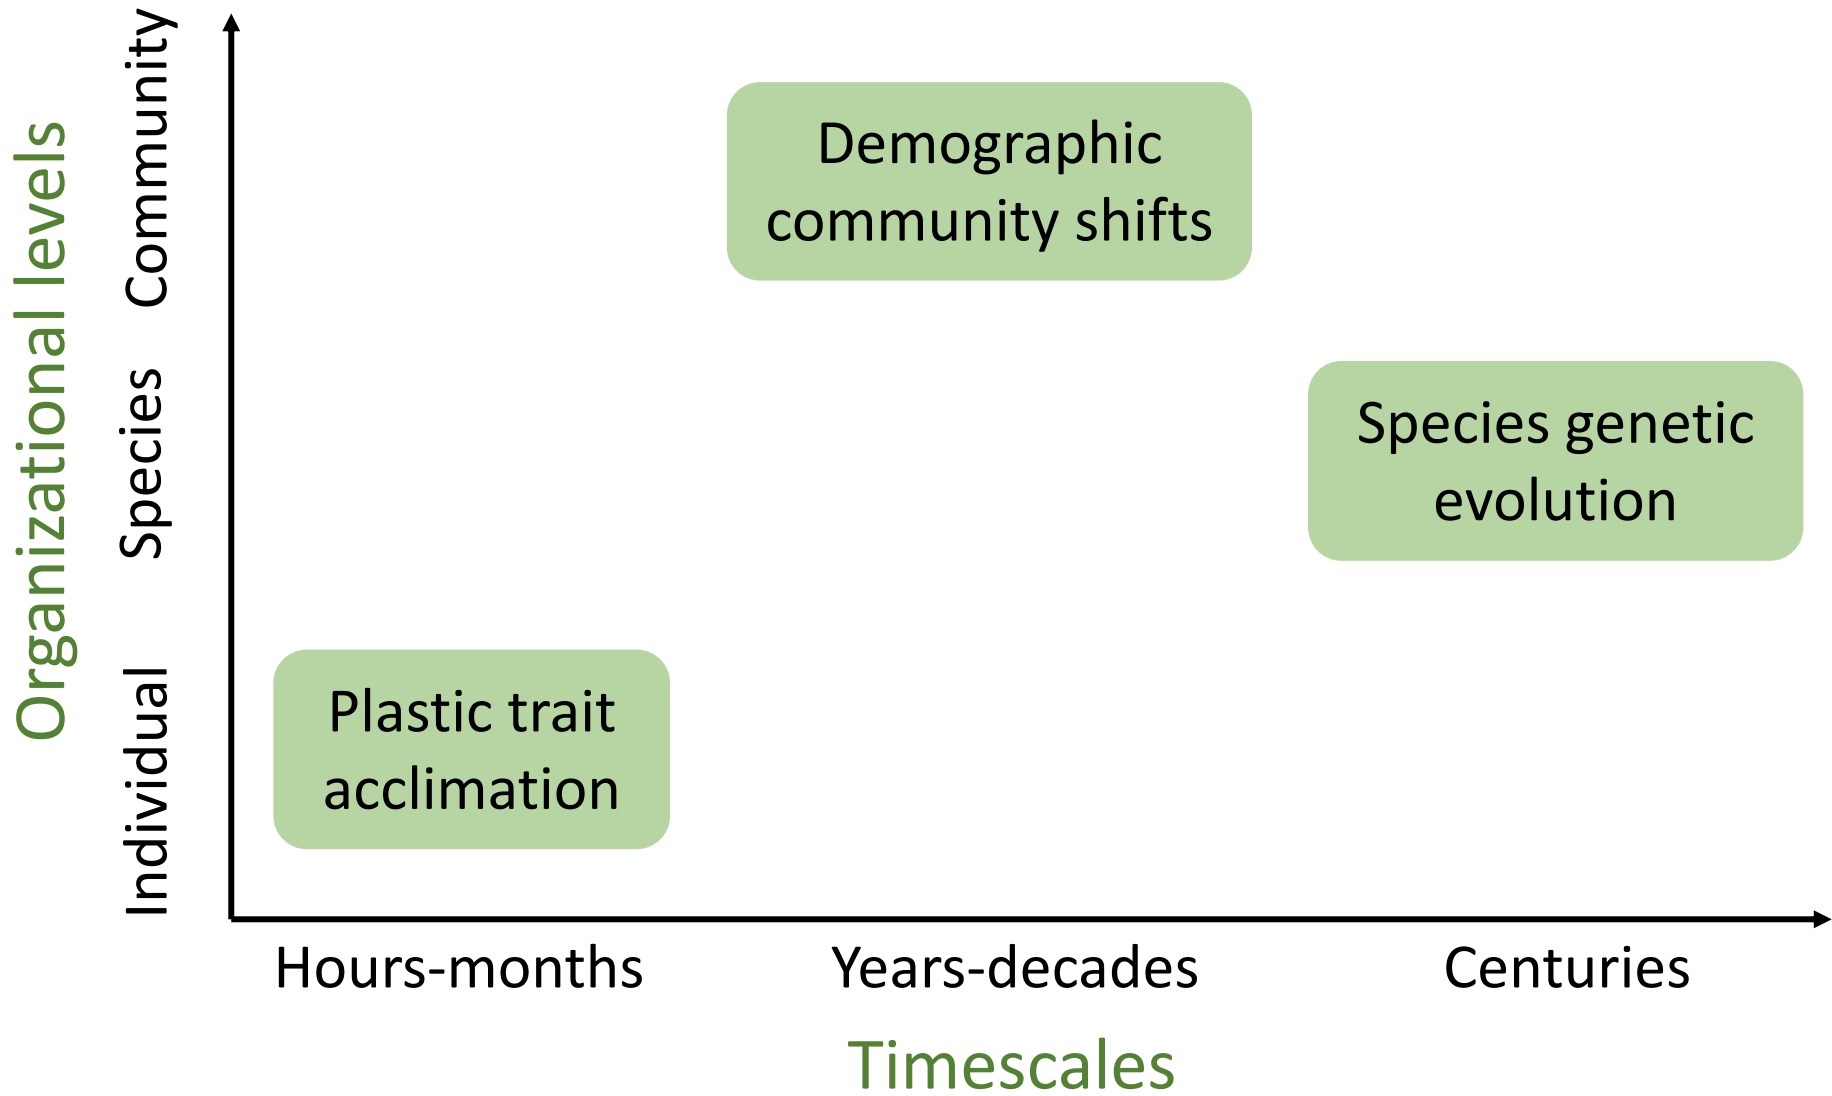 Organizational levels
Community
Species
Individual
Demographic
community shifts
Species genetic
evolution
Plastic trait
acclimation
Hours-months
Years-decades
Centuries
Timescales